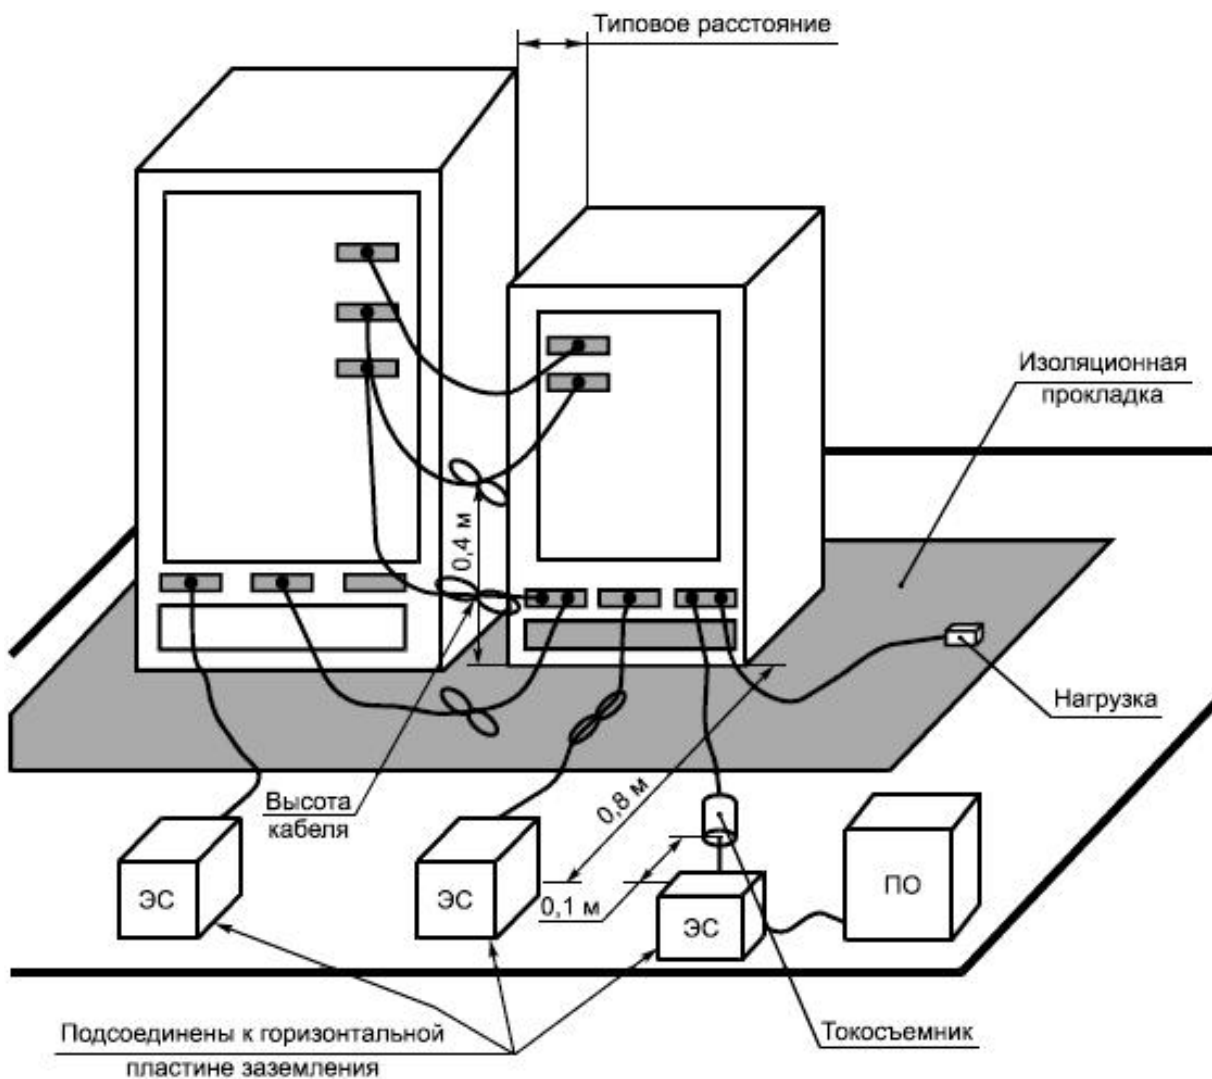 Типовое расстояние
Изоляционная
прокладка
0,4 м
Нагрузка
Высота
кабеля
0,8 м
0,1 м
ЭС
ЭС
ЭС
ПО
Подсоединены к горизонтальной
пластине заземления
Токосъемник